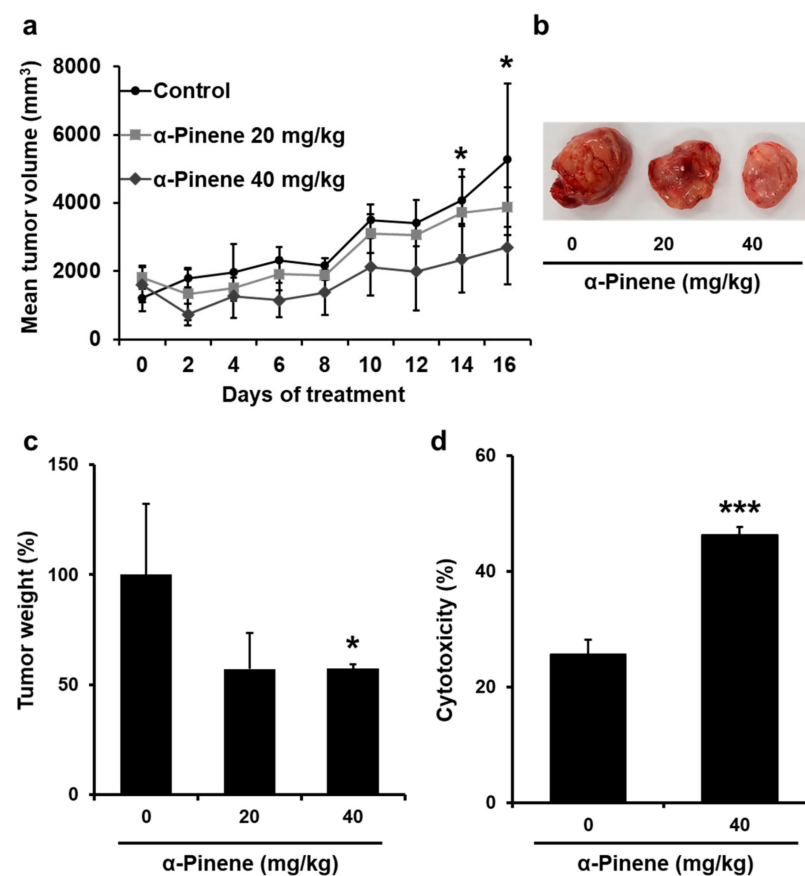 a
Mean tumor volume (mm³)
8000
6000
4000
2000
0
Control
α-Pinene 20 mg/kg
α-Pinene 40 mg/kg
*
*
0 2 4 6 8 10 12 14 16
Days of treatment
b
0 20 40
α-Pinene (mg/kg)
c
Tumor weight (%)
150
100
50
0
*
0 20 40
α-Pinene (mg/kg)
d
Cytotoxicity (%)
60
40
20
0
***
0 40
α-Pinene (mg/kg)